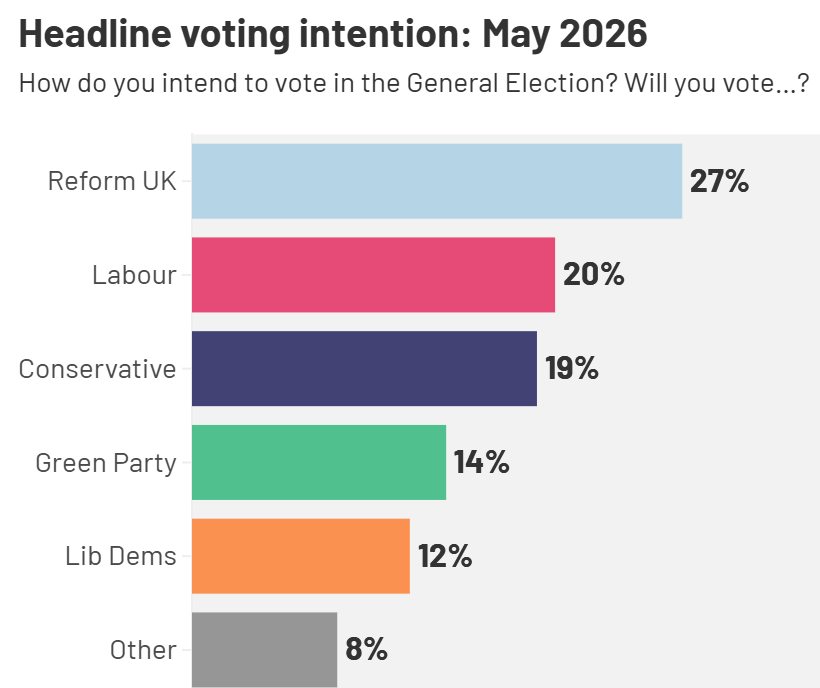 Headline voting intention: May 2026
How do you intend to vote in the General Election? Will you vote...?
Reform UK 27%
Labour 20%
Conservative 19%
Green Party 14%
Lib Dems 12%
Other 8%